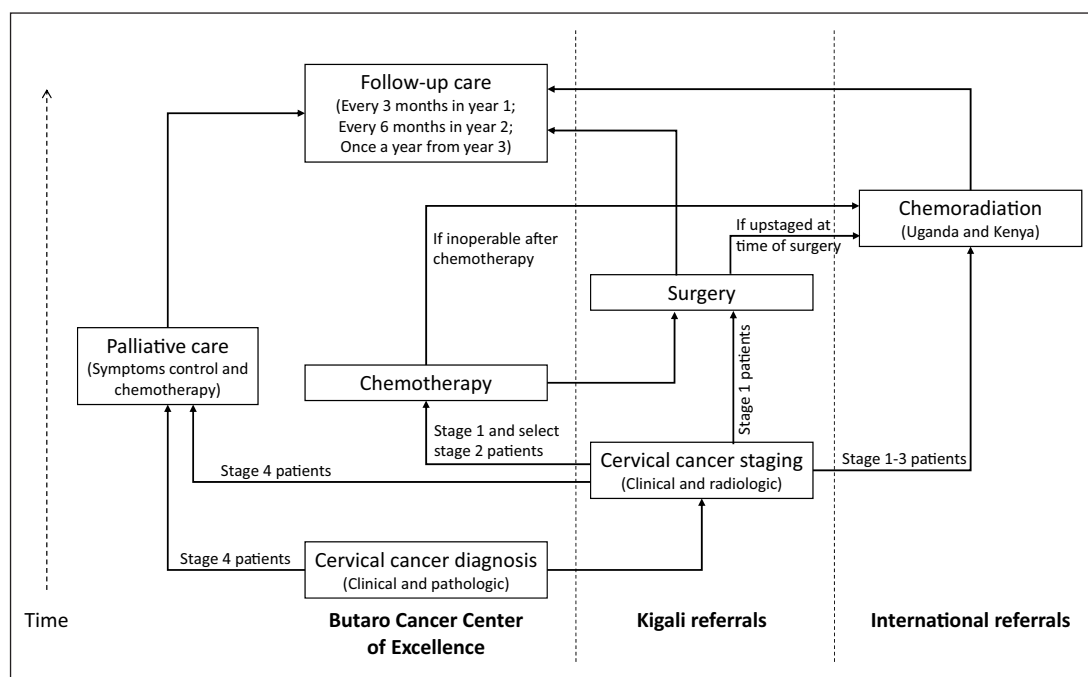 Follow-up care
(Every 3 months in year 1;
Every 6 months in year 2;
Once a year from year 3)
Chemoradiation
(Uganda and Kenya)
If inoperable after
chemotherapy
If upstaged at
time of surgery
Surgery
Palliative care
(Symptoms control and
chemotherapy)
Chemotherapy
Stage 1 patients
Stage 1 and select
stage 2 patients
Cervical cancer staging
(Clinical and radiologic)
Stage 4 patients
Stage 1-3 patients
Stage 4 patients
Cervical cancer diagnosis
(Clinical and pathologic)
Time
Butaro Cancer Center
of Excellence
Kigali referrals
International referrals